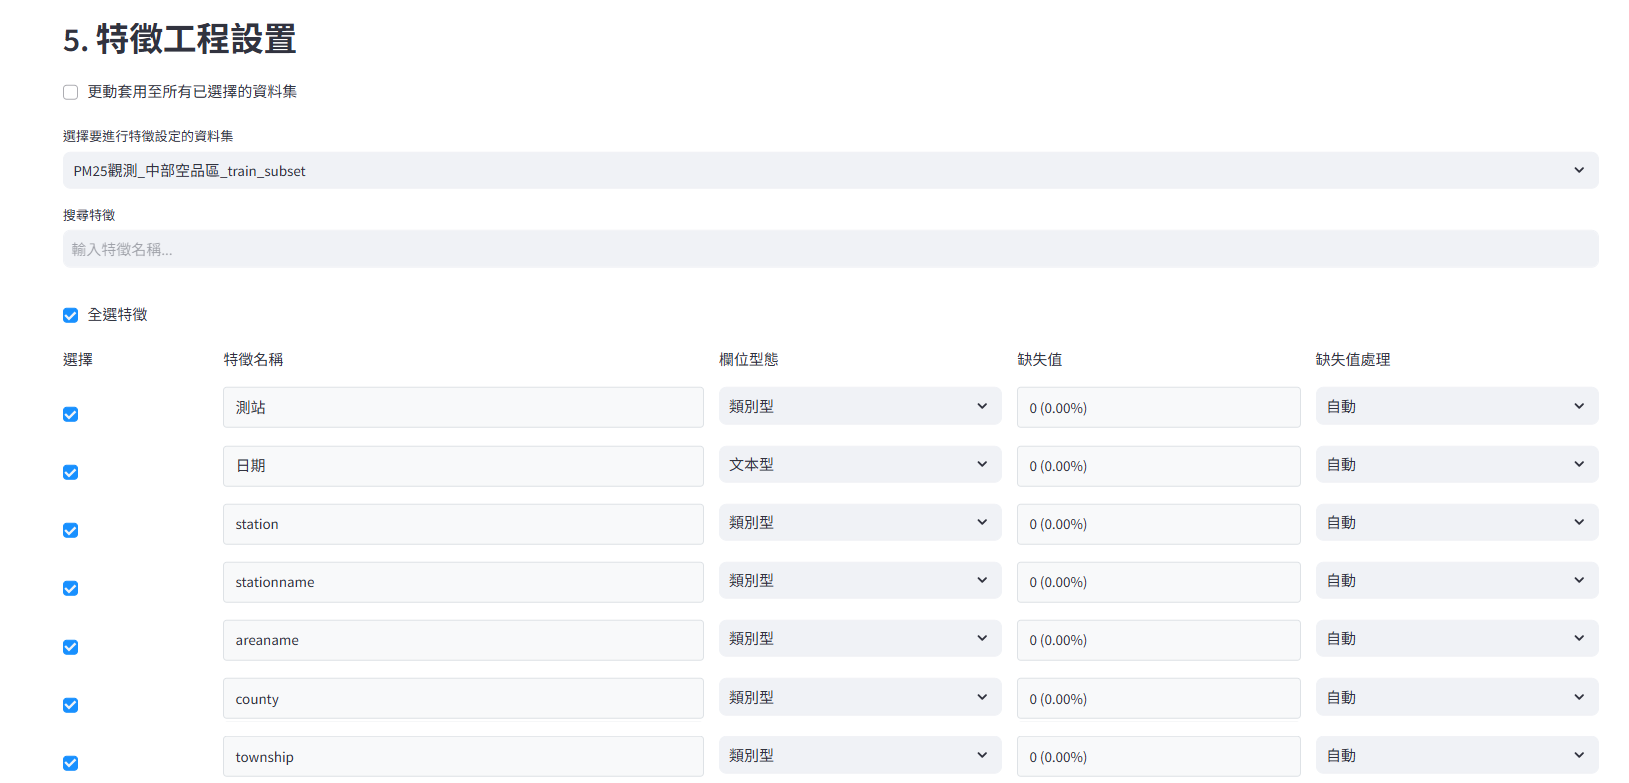 5. 特徵工程設置
更動套用至所有已選擇的資料集
選擇要進行特徵設定的資料集
PM25觀測_中部空品區_train_subset
搜尋特徵
輸入特徵名稱...
全選特徵
選擇 特徵名稱 欄位型態 缺失值 缺失值處理
測站 類別型 0 (0.00%) 自動
日期 文本型 0 (0.00%) 自動
station 類別型 0 (0.00%) 自動
stationname 類別型 0 (0.00%) 自動
areaname 類別型 0 (0.00%) 自動
county 類別型 0 (0.00%) 自動
township 類別型 0 (0.00%) 自動